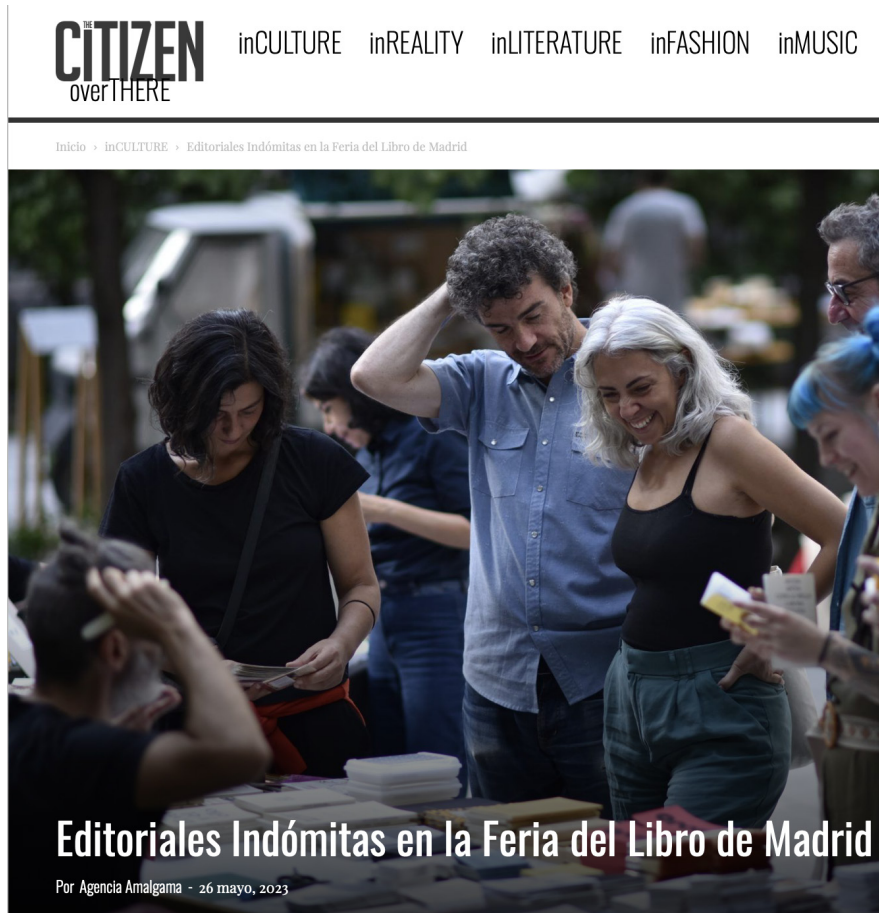 THE
CiTIZEN
overTHERE
inCULTURE inREALITY inLITERATURE inFASHION inMUSIC
Inicio › inCULTURE › Editoriales Indómitas en la Feria del Libro de Madrid
Editoriales Indómitas en la Feria del Libro de Madrid
Por Agencia Amalgama - 26 mayo, 2023